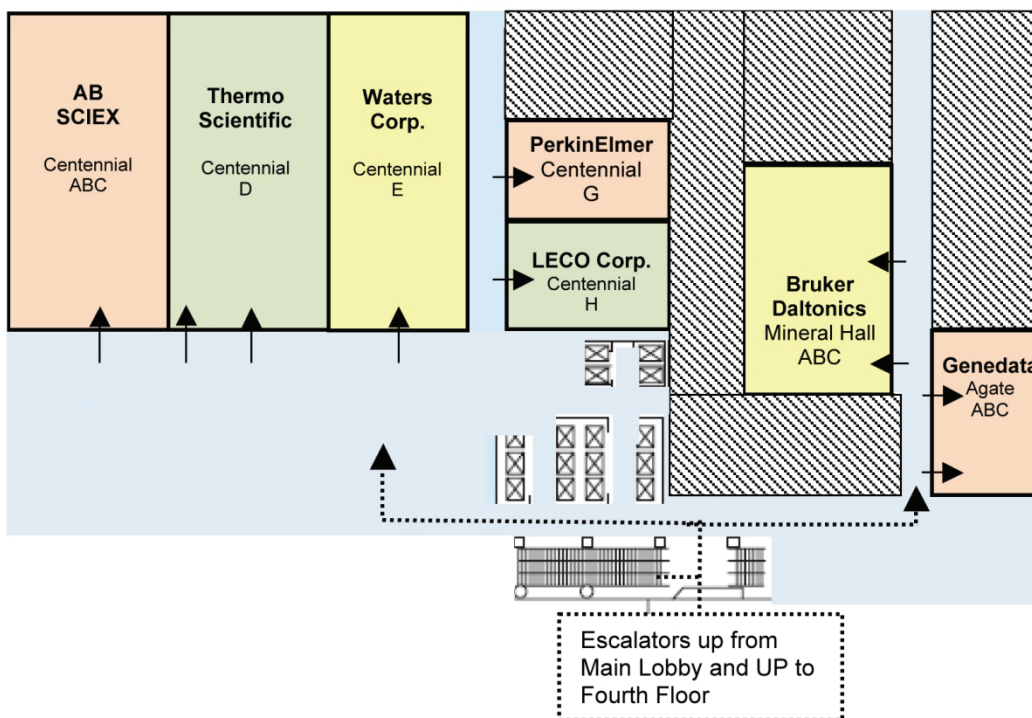 AB
SCIEX
Centennial
ABC
Thermo
Scientific
Centennial
D
Waters
Corp.
Centennial
E
PerkinElmer
Centennial
G
LECO Corp.
Centennial
H
Bruker
Daltonics
Mineral Hall
ABC
Genedata
Agate
ABC
Escalators up from
Main Lobby and UP to
Fourth Floor